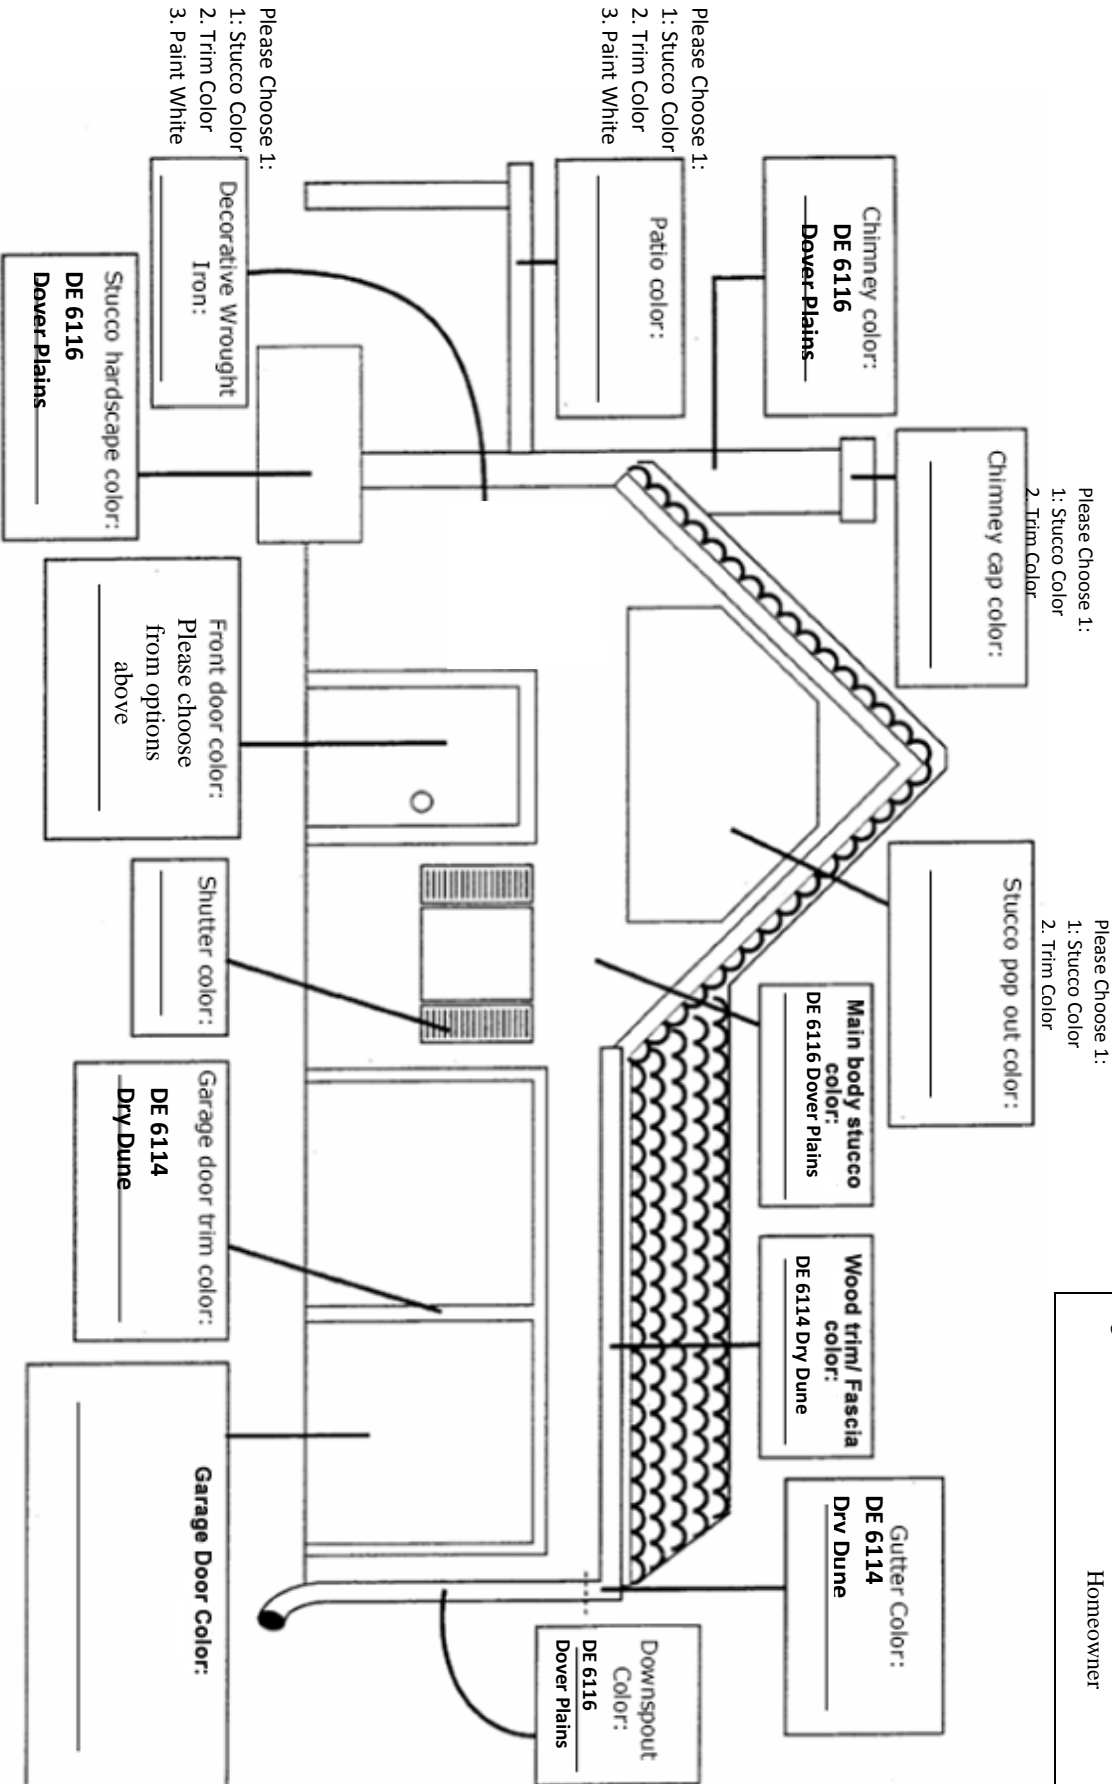 Homeowner
Please Choose 1:
1: Stucco Color
2. Trim Color
Please Choose 1:
1: Stucco Color
2. Trim Color
Chimney cap color:
Stucco pop out color:
Chimney color:
DE 6116
Dover Plains
Main body stucco
color:
DE 6116 Dover Plains
Wood trim/ Fascia
color:
DE 6114 Dry Dune
Gutter Color:
DE 6114
Dry Dune
Please Choose 1:
1: Stucco Color
2. Trim Color
3. Paint White
Patio color:
Downspout
Color:
DE 6116
Dover Plains
Please Choose 1:
1: Stucco Color
2. Trim Color
3. Paint White
Decorative Wrought
Iron:
Stucco hardscape color:
DE 6116
Dover Plains
Front door color:
Please choose
from options
above
Shutter color:
Garage door trim color:
DE 6114
Dry Dune
Garage Door Color: